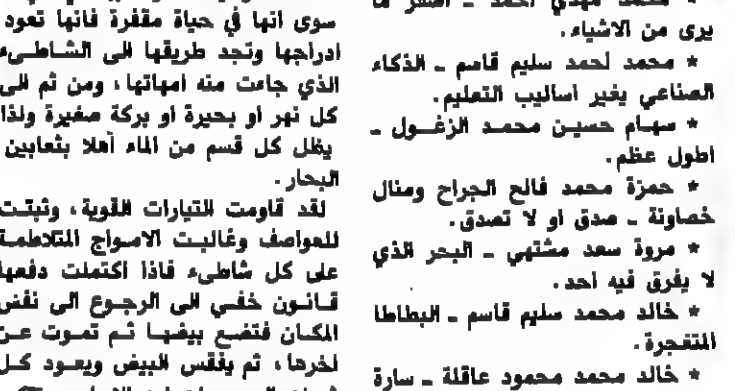 يرى من الاشياء.
* محمد احمد سليم قاسم ـ الذكاء
الصناعي يغير اساليب التعليم.
* سهام حسين محمد الزغول ـ
اطول عظم.
* حمزة محمد فالح الجراح ومنال
خصاونة ـ صدق او لا تصدق.
* مروة سعد مشتهي ـ البحر الذي
لا يغرق فيه احد.
* خالد محمد سليم قاسم ـ البطاطا
المتفجرة.
* خالد محمد محمود عاقلة ـ سارة
سوى انها في حياة مقفرة فانها تعود
ادراجها وتجد طريقها الى الشاطىء
الذي جاءت منه امهاتها، ومن ثم الى
كل نهر او بحيرة او بركة صغيرة ولذا
يظل كل قسم من الماء آهلا بثعابين
البحار.
لقد قاومت التيارات القوية، وثبتت
للعواصف وغالبت الامواج المتلاطمة
على كل شاطىء فاذا اكتملت دفعها
قانون خفي الى الرجوع الى نفس
المكان فتضع بيضها ثم تموت عن
اخرها، ثم يفقس البيض ويعود كل